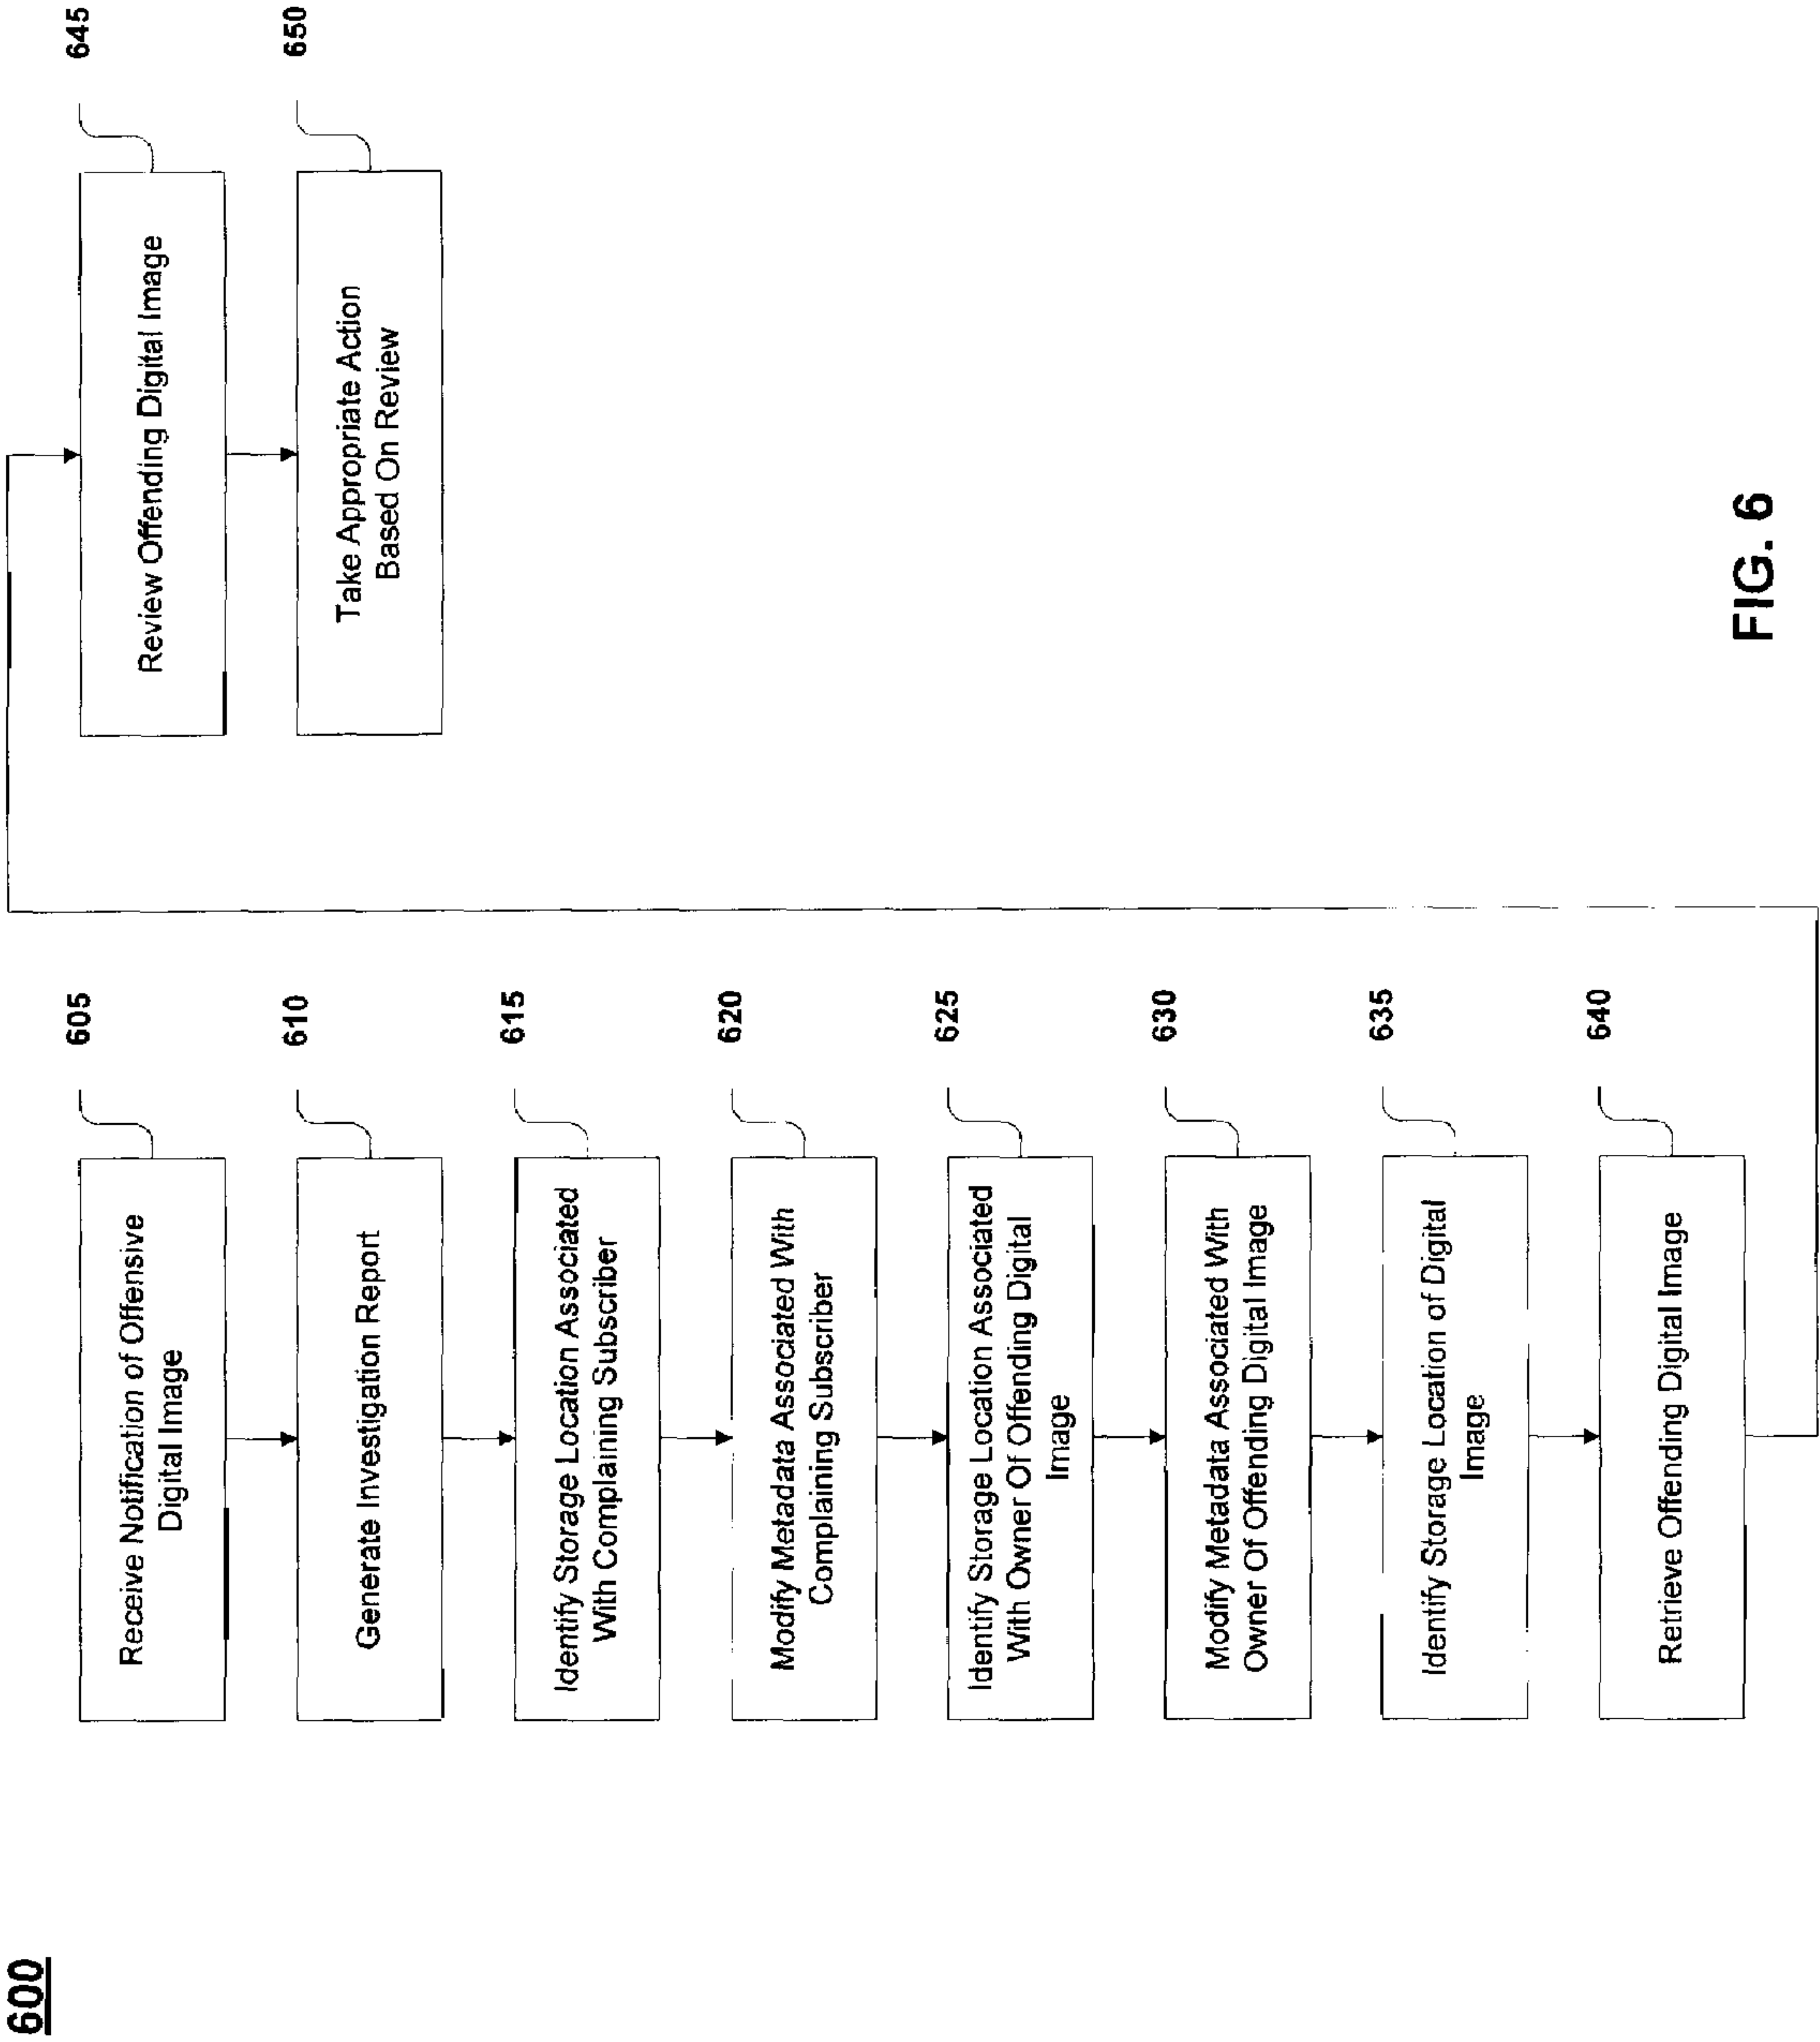 600
Receive Notification of Offensive
Digital Image
605
Generate Investigation Report
610
Identify Storage Location Associated
With Complaining Subscriber
615
Modify Metadata Associated With
Complaining Subscriber
620
Identify Storage Location Associated
With Owner Of Offending Digital
Image
625
Modify Metadata Associated With
Owner Of Offending Digital Image
630
Identify Storage Location of Digital
Image
635
Retrieve Offending Digital Image
640
Review Offending Digital Image
645
Take Appropriate Action
Based On Review
650
FIG. 6